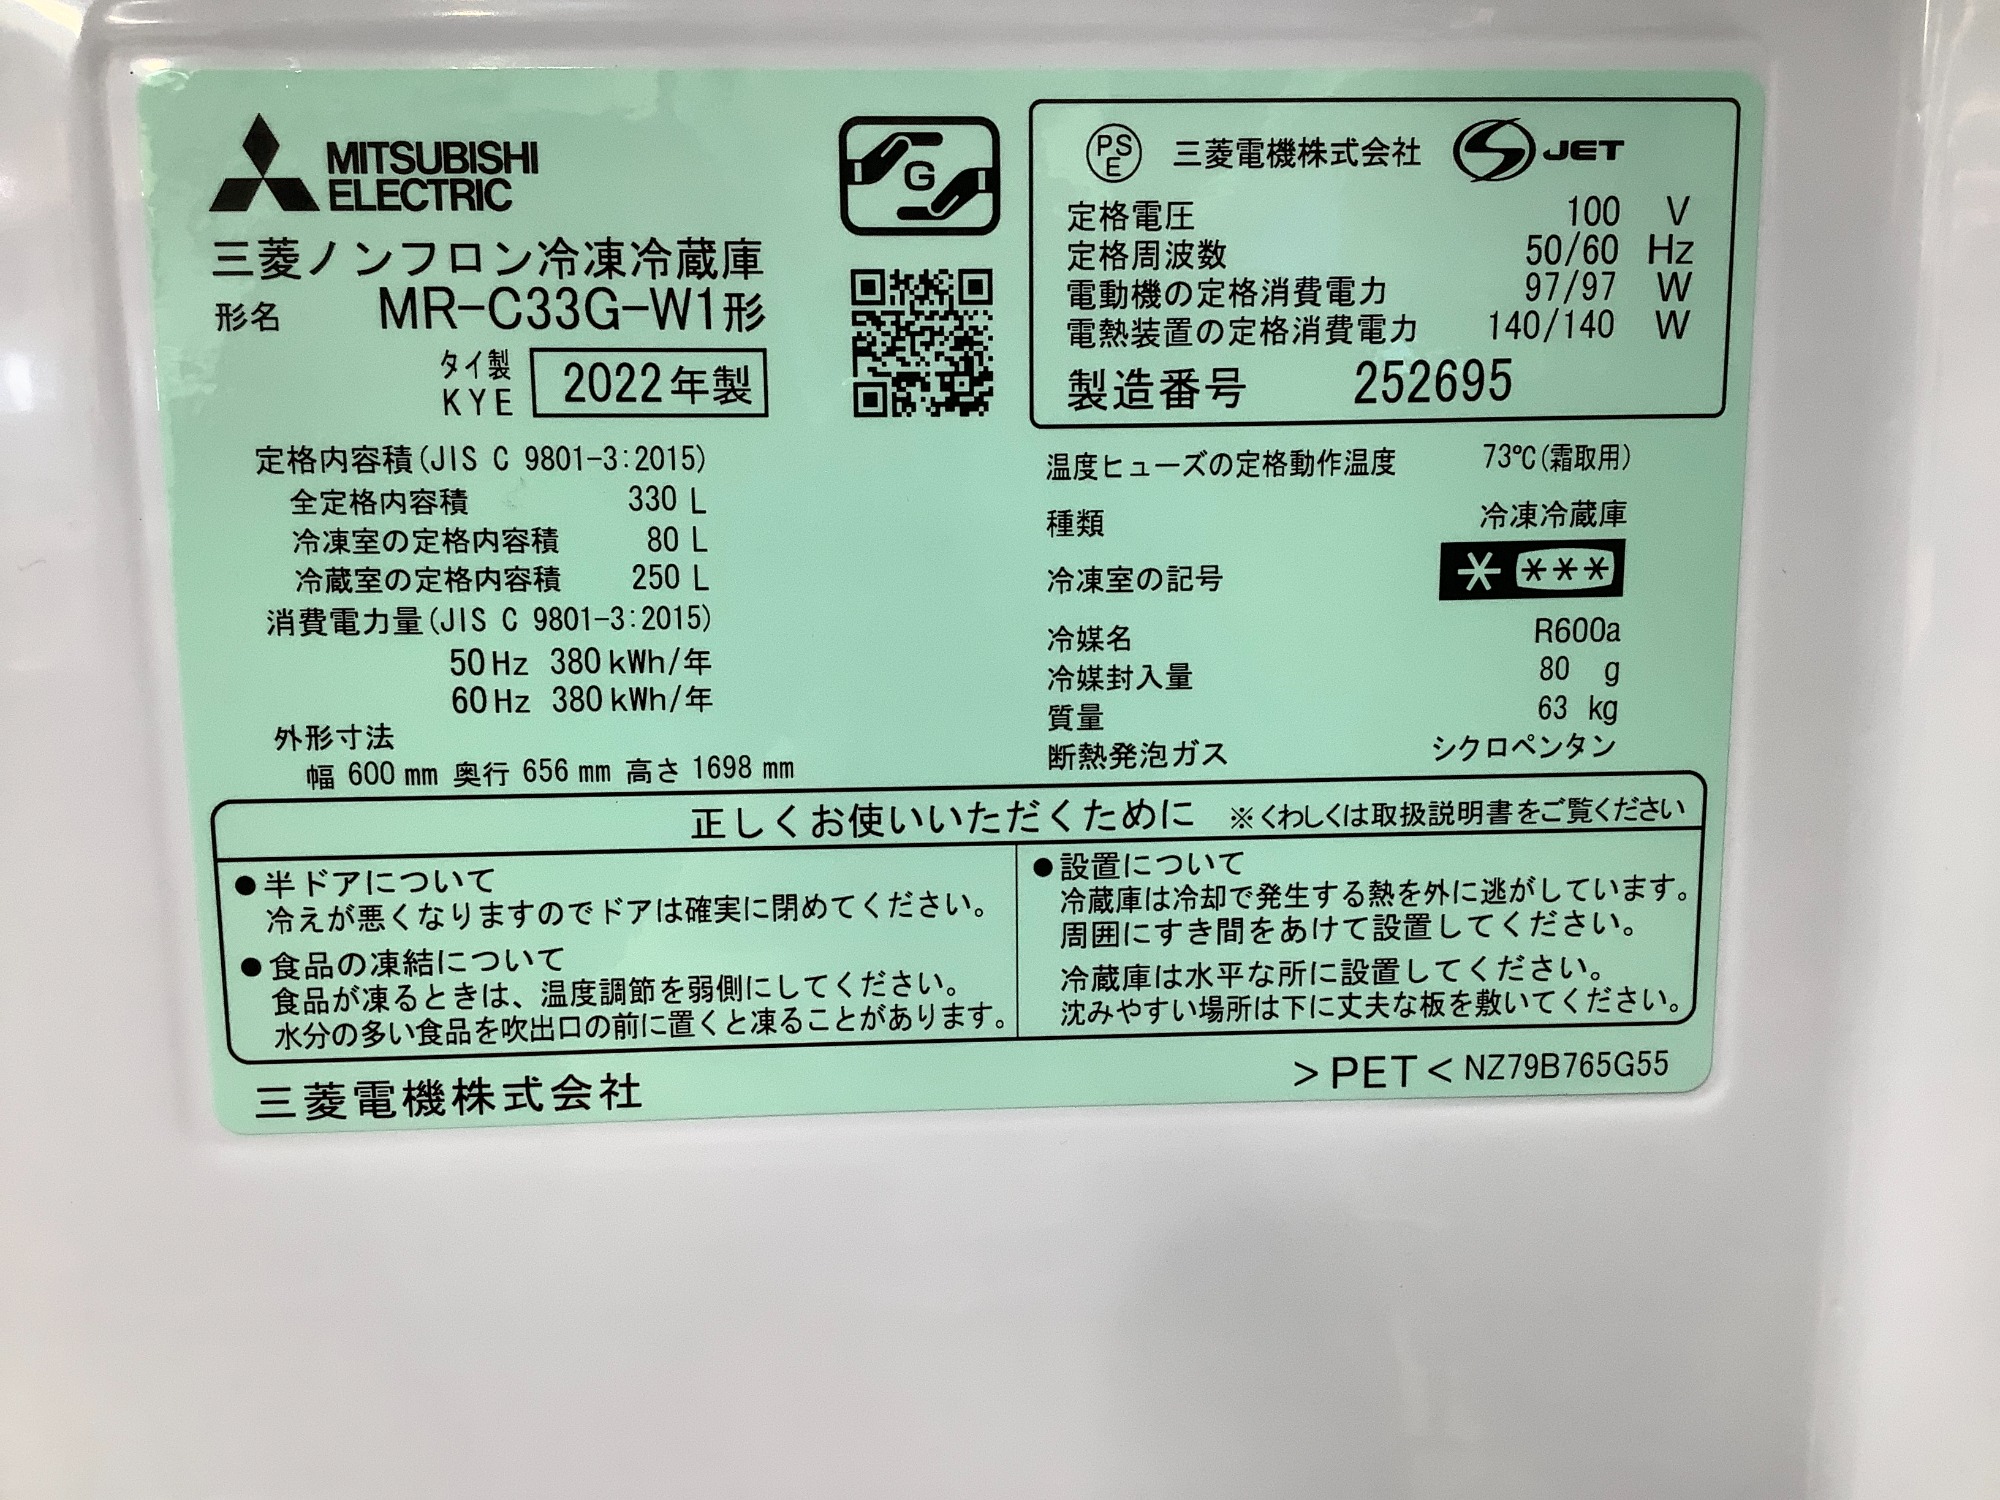 MITSUBISHI
ELECTRIC
三菱ノンフロン冷凍冷蔵庫
形名 MR-C33G-W1形
タイ製
KYE
2022年製
G
定格内容積(JIS C 9801-3:2015)
全定格内容積 330 L
冷凍室の定格内容積 80 L
冷蔵室の定格内容積 250 L
消費電力量(JIS C 9801-3:2015)
50Hz 380kWh/年
60Hz 380kWh/年
外形寸法
幅 600 mm 奥行 656 mm 高さ 1698 mm
PSE 三菱電機株式会社 S JET
定格電圧 100 V
定格周波数 50/60 Hz
電動機の定格消費電力 97/97 W
電熱装置の定格消費電力 140/140 W
製造番号 252695
温度ヒューズの定格動作温度 73℃(霜取用)
種類 冷凍冷蔵庫
冷凍室の記号 * ***
冷媒名 R600a
冷媒封入量 80 g
質量 63 kg
断熱発泡ガス シクロペンタン
正しくお使いいただくために ※くわしくは取扱説明書をご覧ください
●半ドアについて
冷えが悪くなりますのでドアは確実に閉めてください。
●食品の凍結について
食品が凍るときは、温度調節を弱側にしてください。
水分の多い食品を吹出口の前に置くと凍ることがあります。
●設置について
冷蔵庫は冷却で発生する熱を外に逃がしています。
周囲にすき間をあけて設置してください。
冷蔵庫は水平な所に設置してください。
沈みやすい場所は下に丈夫な板を敷いてください。
三菱電機株式会社
>PET< NZ79B765G55